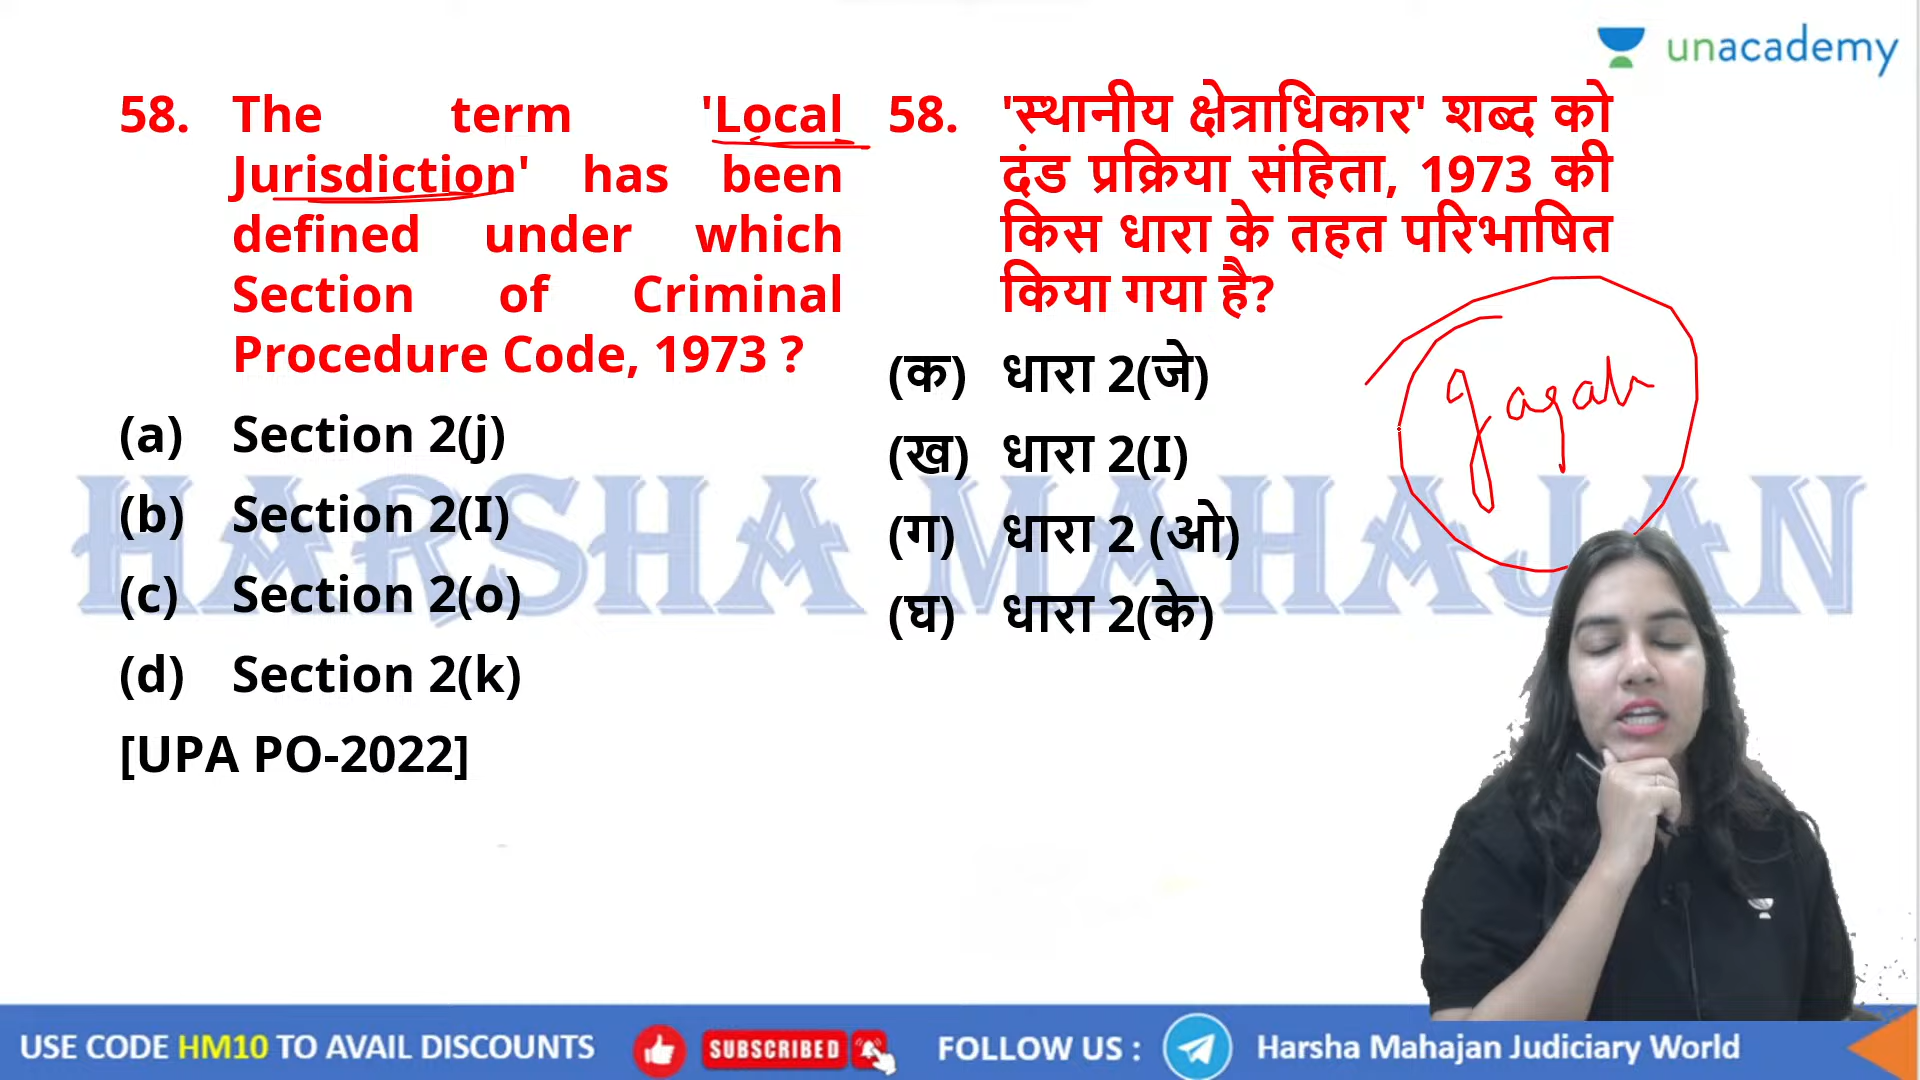 unacademy
58. The term 'Local
Jurisdiction' has been
defined under which
Section of Criminal
Procedure Code, 1973 ?
(a) Section 2(j)
(b) Section 2(I)
(c) Section 2(o)
(d) Section 2(k)
[UPA PO-2022]
58. 'स्थानीय क्षेत्राधिकार' शब्द को
दंड प्रक्रिया संहिता, 1973 की
किस धारा के तहत परिभाषित
किया गया है?
(क) धारा 2(जे)
(ख) धारा 2(I)
(ग) धारा 2 (ओ)
(घ) धारा 2(के)
HARSHA MAHAJAN
USE CODE HM10 TO AVAIL DISCOUNTS
SUBSCRIBED
FOLLOW US :
Harsha Mahajan Judiciary World